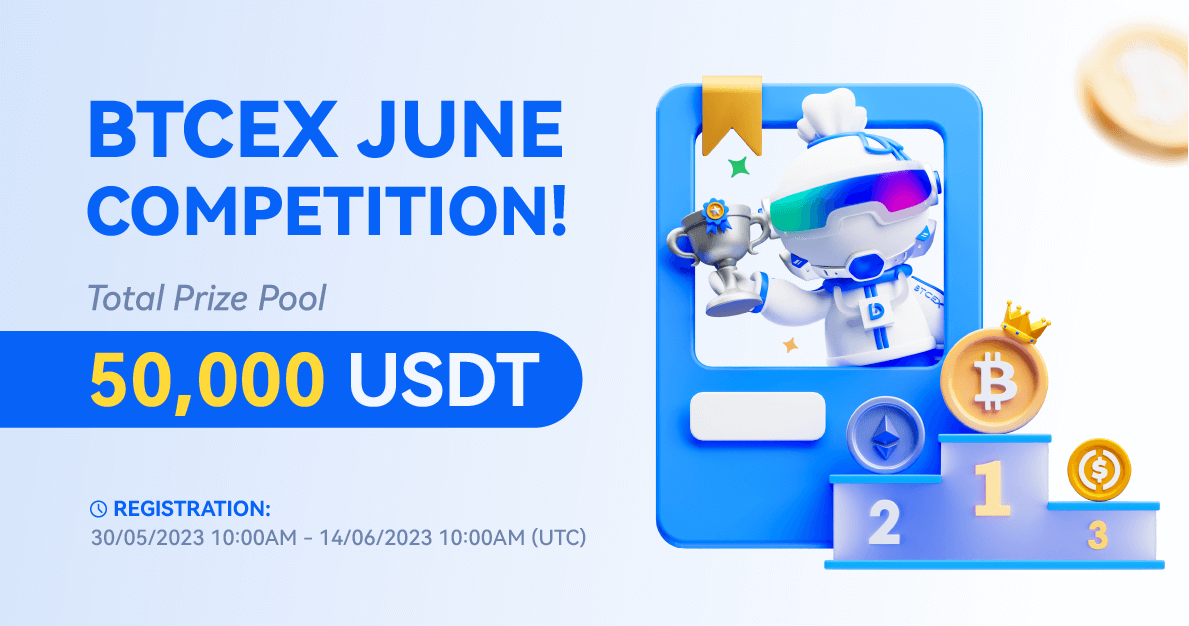 BTCEX JUNE
COMPETITION!
Total Prize Pool
50,000 USDT
REGISTRATION:
30/05/2023 10:00AM – 14/06/2023 10:00AM (UTC)
BTCEX
1
2
3